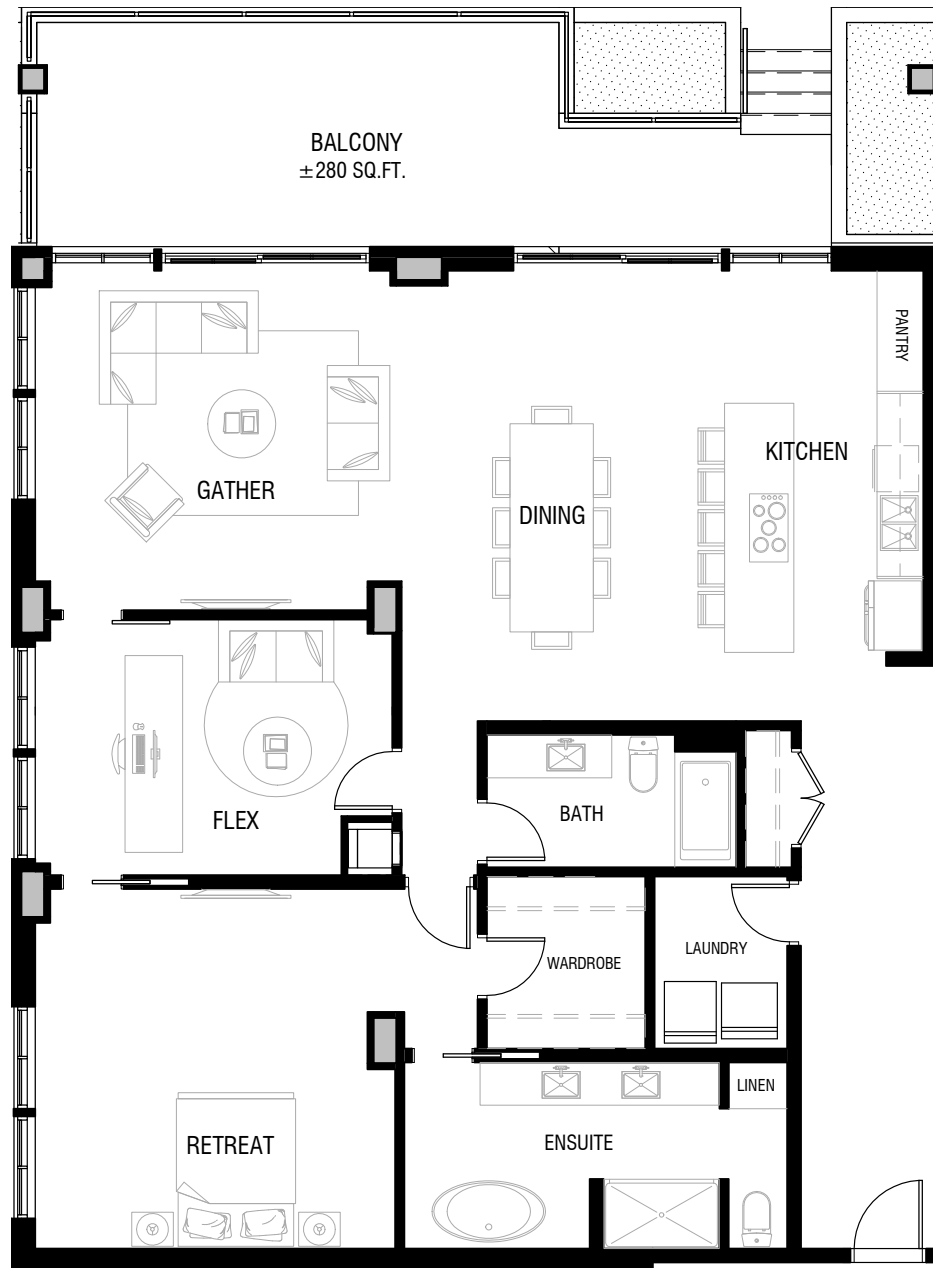 BALCONY
±280 SQ.FT.
PANTRY
KITCHEN
GATHER
DINING
FLEX
BATH
WARDROBE
LAUNDRY
LINEN
RETREAT
ENSUITE